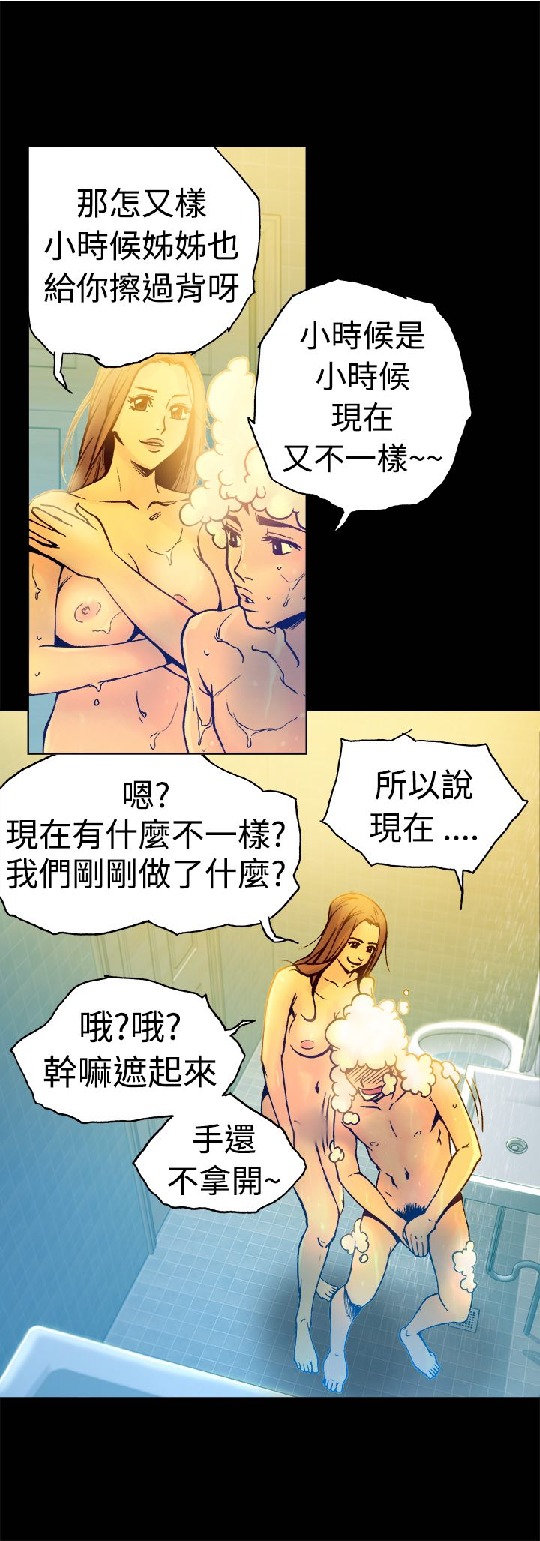 那怎又樣
小時候姊姊也
給你擦過背呀
小時候是
小時候
現在
又不一樣~~
所以說
現在 ....
嗯?
現在有什麼不一樣?
我們剛剛做了什麼?
哦?哦?
幹嘛遮起來
手還
不拿開~